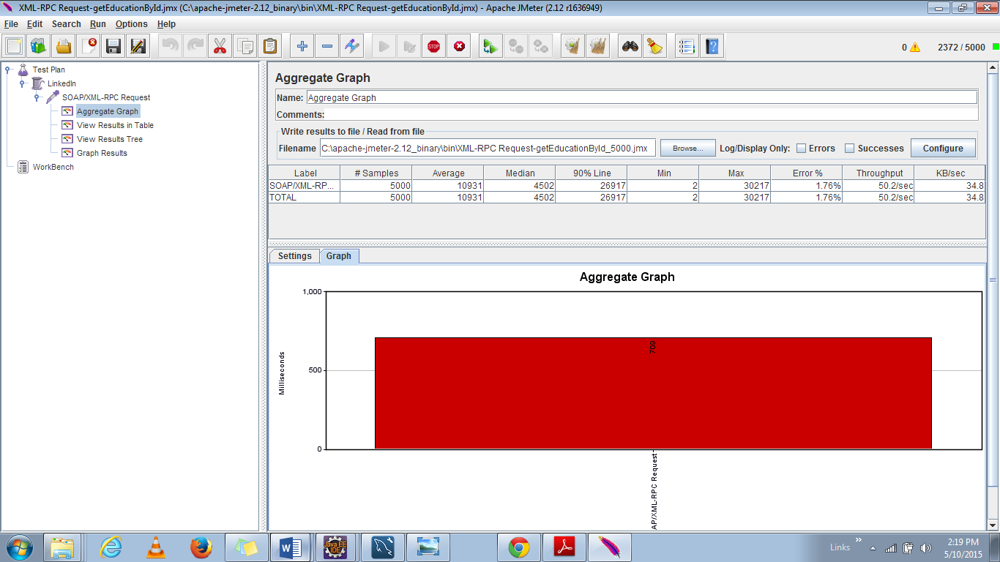 XML-RPC Request-getEducationById.jmx (C:\apache-jmeter-2.12_binary\bin\XML-RPC Request-getEducationById.jmx) - Apache JMeter (2.12 r1636949)
File Edit Search Run Options Help
STOP
0 2372 / 5000
Test Plan
LinkedIn
SOAP/XML-RPC Request
Aggregate Graph
View Results in Table
View Results Tree
Graph Results
WorkBench
Aggregate Graph
Name: Aggregate Graph
Comments:
Write results to file / Read from file
Filename C:\apache-jmeter-2.12_binary\bin\XML-RPC Request-getEducationById_5000.jmx Browse... Log/Display Only: Errors Successes Configure
Label # Samples Average Median 90% Line Min Max Error % Throughput KB/sec
SOAP/XML-RP... 5000 10931 4502 26917 2 30217 1.76% 50.2/sec 34.8
TOTAL 5000 10931 4502 26917 2 30217 1.76% 50.2/sec 34.8
Settings Graph
Aggregate Graph
1,000
500
0
Milliseconds
709
AP/XML-RPC Request
Java EE
IDE
Links
2:19 PM
5/10/2015